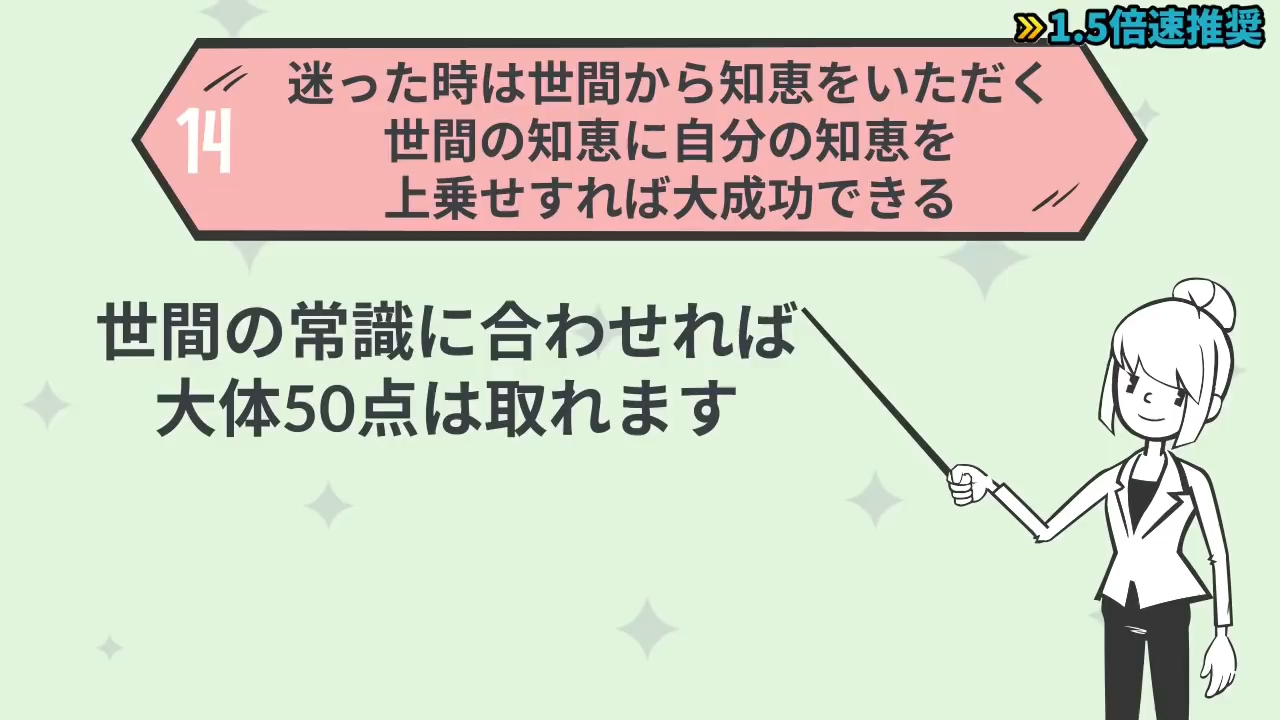 1.5倍速推奨
14
迷った時は世間から知恵をいただく
世間の知恵に自分の知恵を
上乗せすれば大成功できる
世間の常識に合わせれば
大体50点は取れます